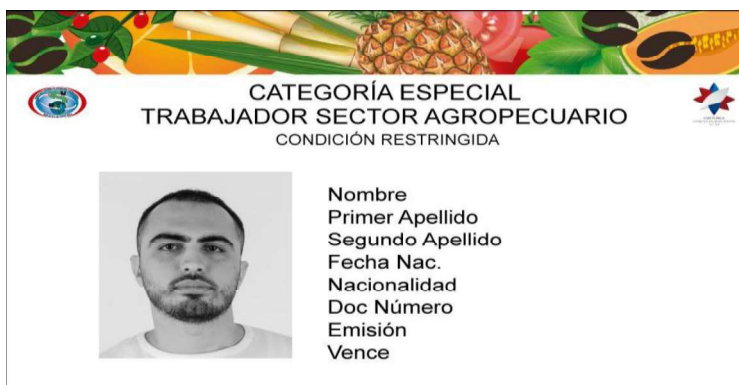 CATEGORÍA ESPECIAL
TRABAJADOR SECTOR AGROPECUARIO
CONDICIÓN RESTRINGIDA
Nombre
Primer Apellido
Segundo Apellido
Fecha Nac.
Nacionalidad
Doc Número
Emisión
Vence